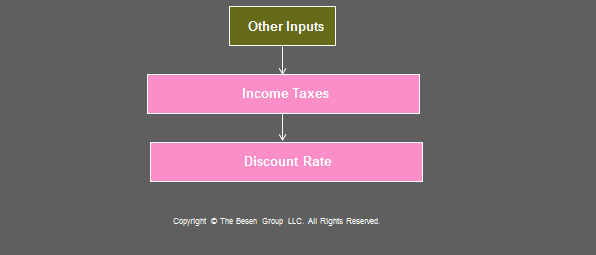 Other Inputs
Income Taxes
Discount Rate
Copyright © The Besen Group LLC. All Rights Reserved.